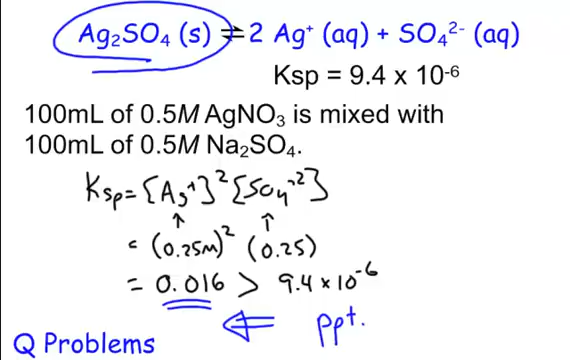 Ag₂SO₄ (s) ⇌ 2 Ag⁺ (aq) + SO₄²⁻ (aq)
Ksp = 9.4 x 10⁻⁶
100mL of 0.5M AgNO₃ is mixed with
100mL of 0.5M Na₂SO₄.
Ksp = [Ag⁺¹]² [SO₄⁻²]
↑ ↑
= (0.25M)² (0.25)
= 0.016 > 9.4 x 10⁻⁶
⇐ ppt.
Q Problems